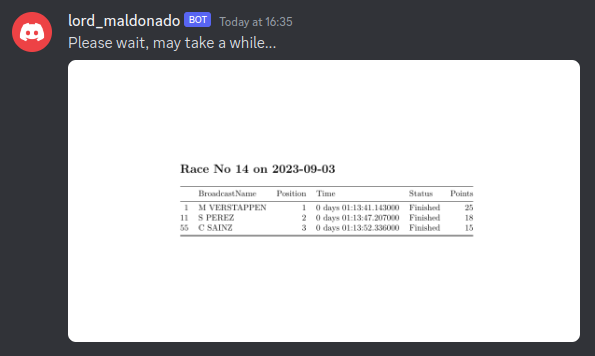 lord_maldonado BOT Today at 16:35
Please wait, may take a while...
Race No 14 on 2023-09-03
BroadcastName Position Time Status Points
1 M VERSTAPPEN 1 0 days 01:13:41.143000 Finished 25
11 S PEREZ 2 0 days 01:13:47.207000 Finished 18
55 C SAINZ 3 0 days 01:13:52.336000 Finished 15